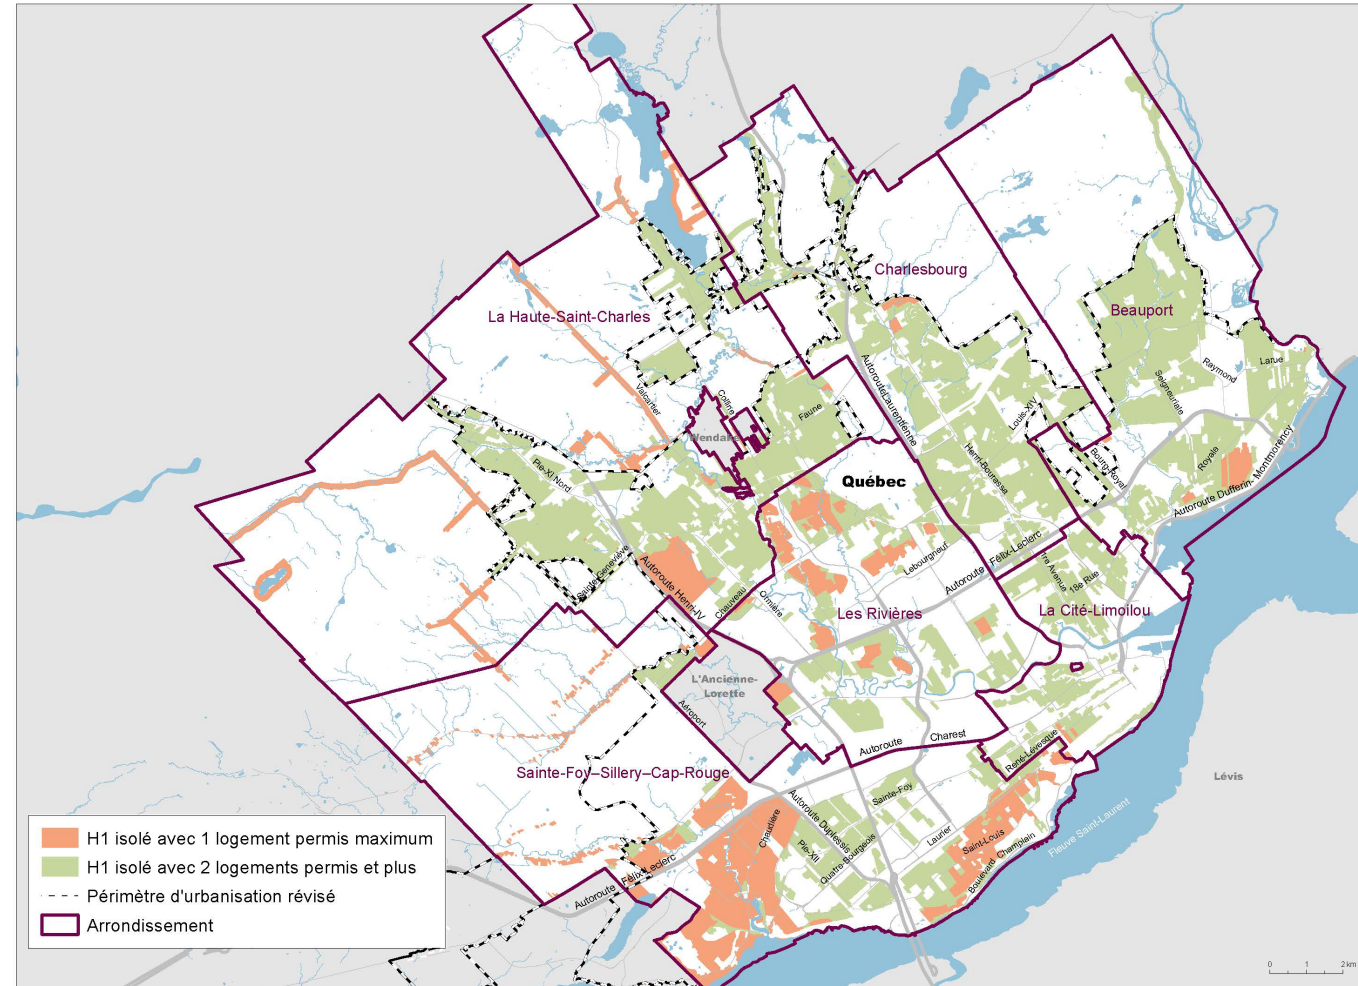 Charlesbourg
Beauport
La Haute-Saint-Charles
Larue
Raymond
Seigneuriale
Autoroute Laurentienne
Valcartier
Colline
Faune
Louis-XIV
Wendake
Henri-Bourassa
Bourg-Royal
Royale
Pie-XI Nord
Québec
Autoroute Dufferin- Montmorency
Lebourgneuf
Autoroute Félix-Leclerc
1re Avenue
18e Rue
Sainte-Geneviève
Autoroute Henri-IV
Chauveau
Ormière
Les Rivières
La Cité-Limoilou
L'Ancienne-
Lorette
Aéroport
Autoroute Charest
René-Lévesque
Sainte-Foy–Sillery–Cap-Rouge
Lévis
Sainte-Foy
Autoroute Duplessis
Chaudière
Pie-XII
Quatre-Bourgeois
Laurier
Saint-Louis
Boulevard Champlain
Fleuve Saint-Laurent
Autoroute Félix-Leclerc
H1 isolé avec 1 logement permis maximum
H1 isolé avec 2 logements permis et plus
Périmètre d'urbanisation révisé
Arrondissement
0 1 2 km